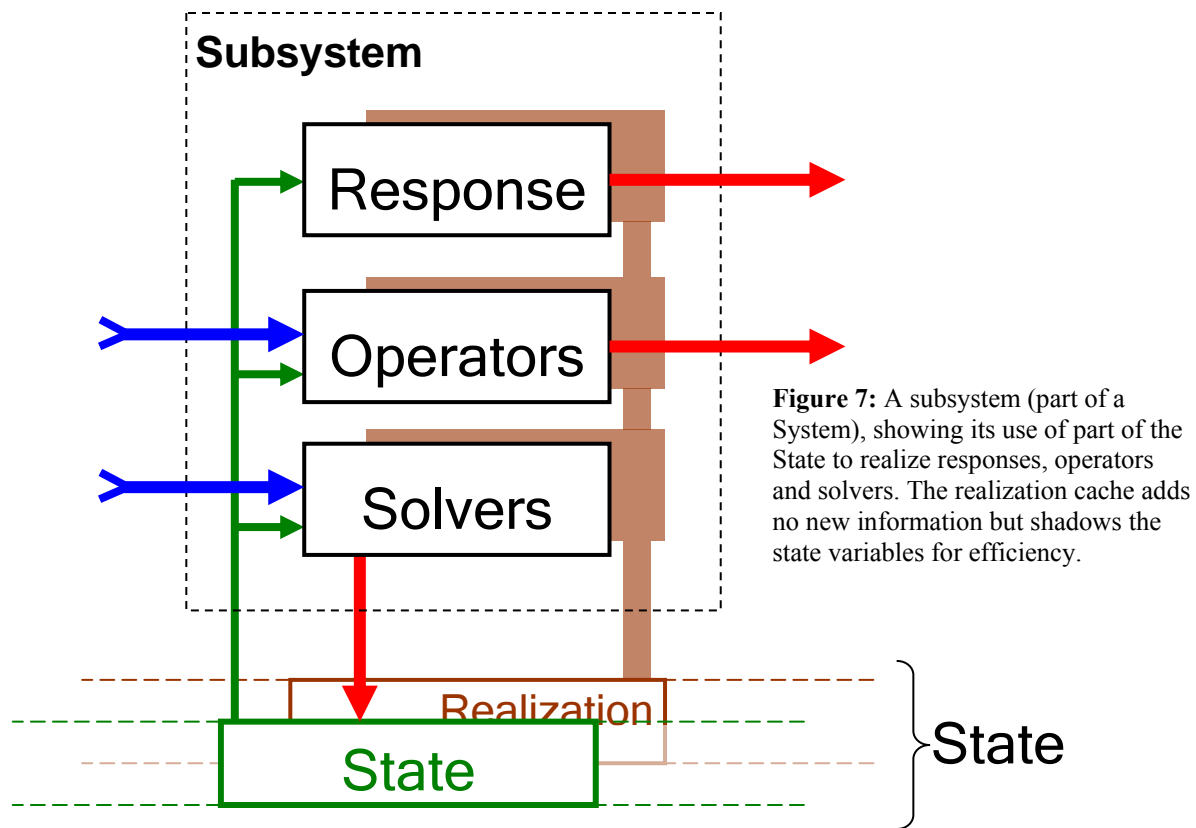 Subsystem
Response
Operators
Solvers
Figure 7: A subsystem (part of a
System), showing its use of part of the
State to realize responses, operators
and solvers. The realization cache adds
no new information but shadows the
state variables for efficiency.
Realization
State
State